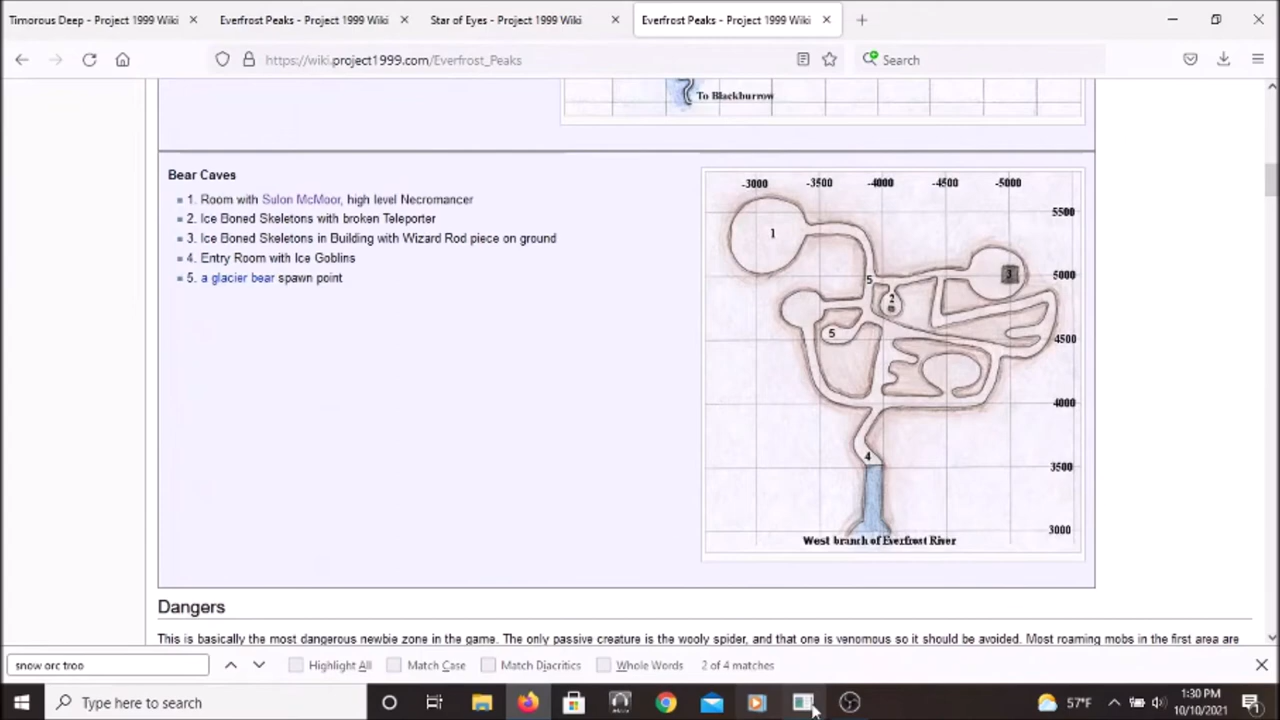 Timorous Deep - Project 1999 Wiki
Everfrost Peaks - Project 1999 Wiki
Star of Eyes - Project 1999 Wiki
Everfrost Peaks - Project 1999 Wiki
https://wiki.project1999.com/Everfrost_Peaks
Search
To Blackburrow
Bear Caves
1. Room with Sulon McMoor, high level Necromancer
2. Ice Boned Skeletons with broken Teleporter
3. Ice Boned Skeletons in Building with Wizard Rod piece on ground
4. Entry Room with Ice Goblins
5. a glacier bear spawn point
-3000 -3500 -4000 -4500 -5000
5500
1
5000
5
3
2
5
4500
4000
4
3500
3000
West branch of Everfrost River
Dangers
This is basically the most dangerous newbie zone in the game. The only passive creature is the wooly spider, and that one is venomous so it should be avoided. Most roaming mobs in the first area are
snow orc troo
Highlight All
Match Case
Match Diacritics
Whole Words
2 of 4 matches
Type here to search
57°F
1:30 PM
10/10/2021
1